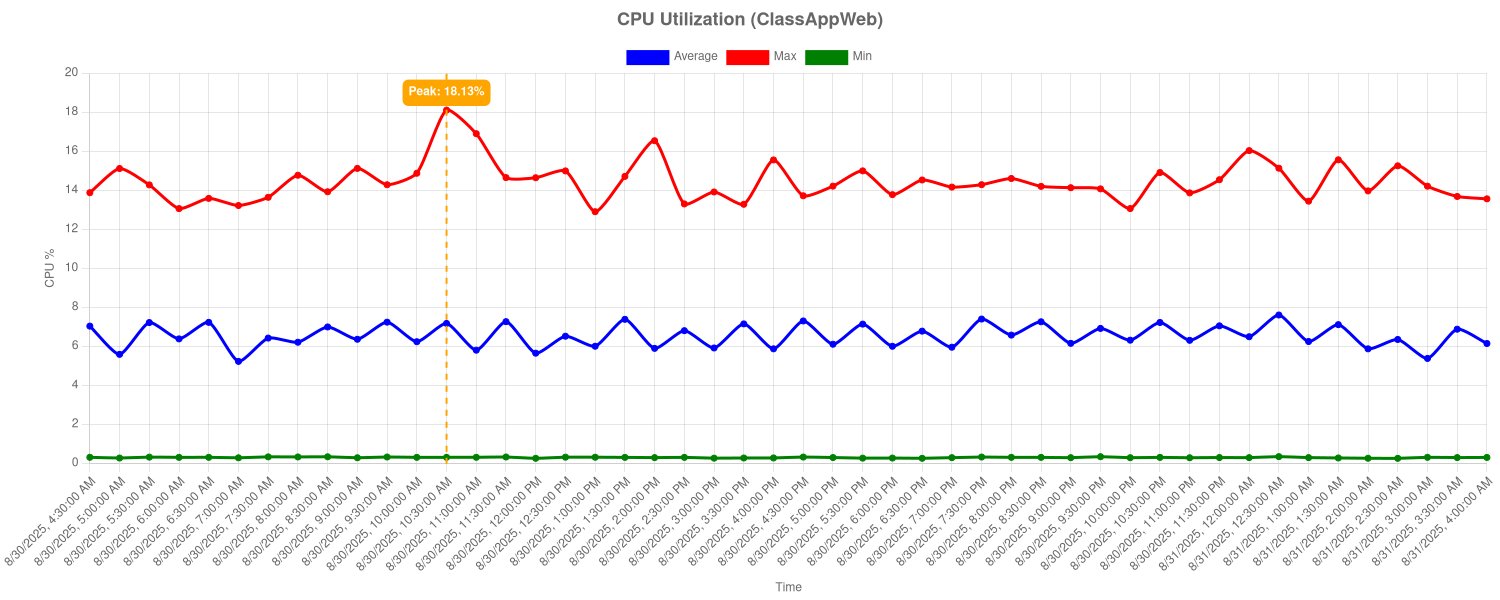 CPU Utilization (ClassAppWeb)
Average Max Min
Peak: 18.13%
20
18
16
14
12
10
8
6
4
2
0
CPU %
8/30/2025, 4:30:00 AM
8/30/2025, 5:00:00 AM
8/30/2025, 5:30:00 AM
8/30/2025, 6:00:00 AM
8/30/2025, 6:30:00 AM
8/30/2025, 7:00:00 AM
8/30/2025, 7:30:00 AM
8/30/2025, 8:00:00 AM
8/30/2025, 8:30:00 AM
8/30/2025, 9:00:00 AM
8/30/2025, 9:30:00 AM
8/30/2025, 10:00:00 AM
8/30/2025, 10:30:00 AM
8/30/2025, 11:00:00 AM
8/30/2025, 11:30:00 AM
8/30/2025, 12:00:00 PM
8/30/2025, 12:30:00 PM
8/30/2025, 1:00:00 PM
8/30/2025, 1:30:00 PM
8/30/2025, 2:00:00 PM
8/30/2025, 2:30:00 PM
8/30/2025, 3:00:00 PM
8/30/2025, 3:30:00 PM
8/30/2025, 4:00:00 PM
8/30/2025, 4:30:00 PM
8/30/2025, 5:00:00 PM
8/30/2025, 5:30:00 PM
8/30/2025, 6:00:00 PM
8/30/2025, 6:30:00 PM
8/30/2025, 7:00:00 PM
8/30/2025, 7:30:00 PM
8/30/2025, 8:00:00 PM
8/30/2025, 8:30:00 PM
8/30/2025, 9:00:00 PM
8/30/2025, 9:30:00 PM
8/30/2025, 10:00:00 PM
8/30/2025, 10:30:00 PM
8/30/2025, 11:00:00 PM
8/30/2025, 11:30:00 PM
8/31/2025, 12:00:00 AM
8/31/2025, 12:30:00 AM
8/31/2025, 1:00:00 AM
8/31/2025, 1:30:00 AM
8/31/2025, 2:00:00 AM
8/31/2025, 2:30:00 AM
8/31/2025, 3:00:00 AM
8/31/2025, 3:30:00 AM
8/31/2025, 4:00:00 AM
Time